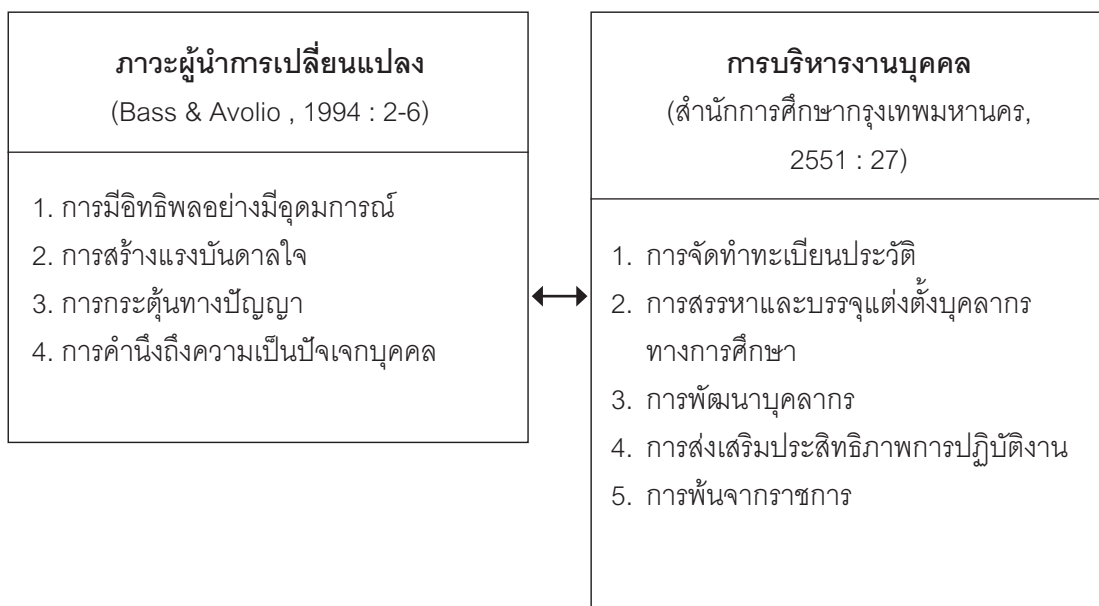 ภาวะผู้นำการเปลี่ยนแปลง
(Bass & Avolio , 1994 : 2-6)
1. การมีอิทธิพลอย่างมีอุดมการณ์
2. การสร้างแรงบันดาลใจ
3. การกระตุ้นทางปัญญา
4. การคำนึงถึงความเป็นปัจเจกบุคคล
การบริหารงานบุคคล
(สำนักการศึกษากรุงเทพมหานคร,
2551 : 27)
1. การจัดทำทะเบียนประวัติ
2. การสรรหาและบรรจุแต่งตั้งบุคลากร
ทางการศึกษา
3. การพัฒนาบุคลากร
4. การส่งเสริมประสิทธิภาพการปฏิบัติงาน
5. การพ้นจากราชการ